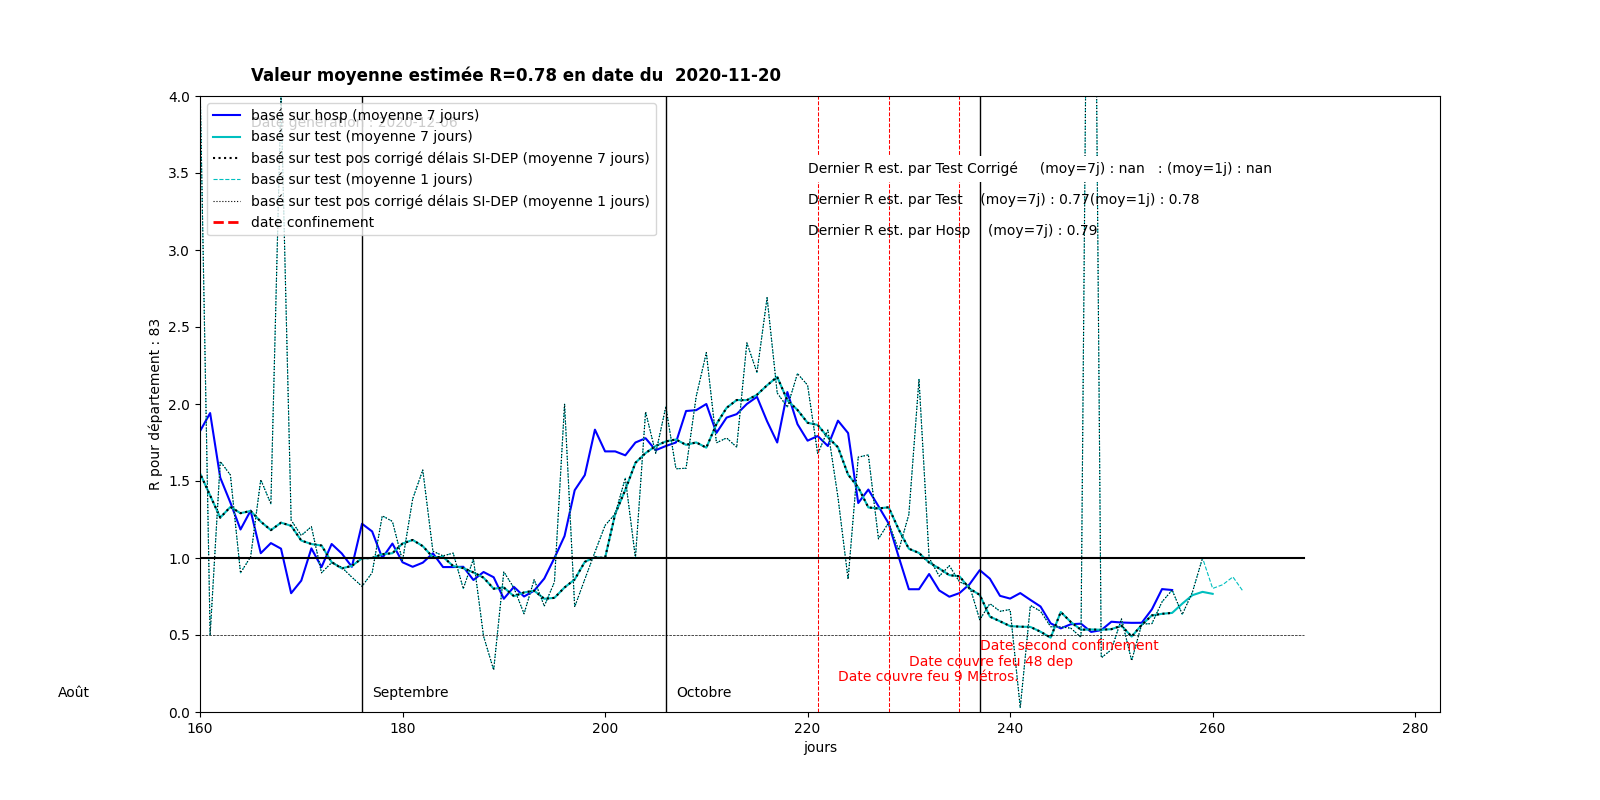 Valeur moyenne estimée R=0.78 en date du  2020-11-20
4.0
basé sur hosp (moyenne 7 jours)
Date génération : 2020-12-06
basé sur test (moyenne 7 jours)
basé sur test pos corrigé délais SI-DEP (moyenne 7 jours)
basé sur test (moyenne 1 jours)
basé sur test pos corrigé délais SI-DEP (moyenne 1 jours)
date confinement
Dernier R est. par Test Corrigé     (moy=7j) : nan   : (moy=1j) : nan
Dernier R est. par Test    (moy=7j) : 0.77(moy=1j) : 0.78
Dernier R est. par Hosp    (moy=7j) : 0.79
3.5
3.0
2.5
2.0
1.5
1.0
0.5
0.0
R pour département : 83
Date second confinement
Date couvre feu 48 dep
Date couvre feu 9 Métros
Août
Septembre
Octobre
160
180
200
220
240
260
280
jours